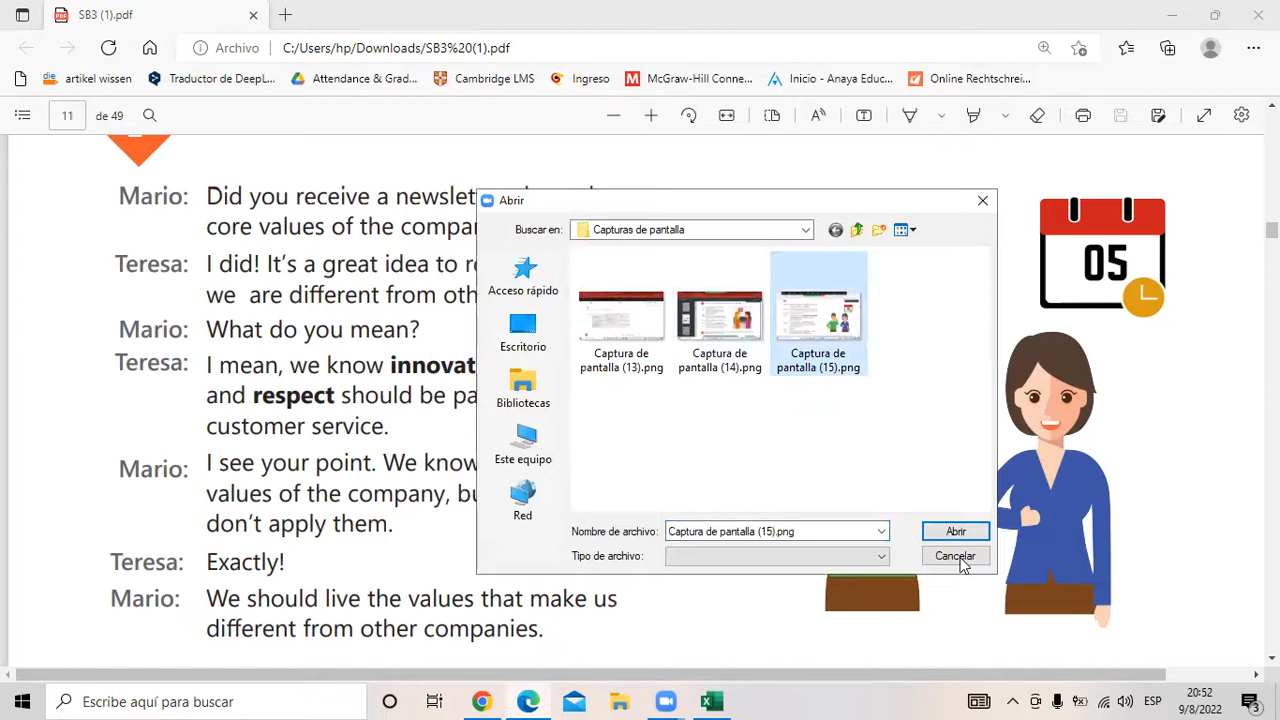 SB3 (1).pdf
Archivo
C:/Users/hp/Downloads/SB3%20(1).pdf
die artikel wissen
Traductor de DeepL...
Attendance & Grad...
Cambridge LMS
Ingreso
McGraw-Hill Conne...
Inicio - Anaya Educ...
Online Rechtschrei...
11
de 49
Mario: Did you receive a newslet
core values of the compan
Teresa: I did! It's a great idea to re
we are different from oth
Mario: What do you mean?
Teresa: I mean, we know innovat
and respect should be pa
customer service.
Mario: I see your point. We know
values of the company, bu
don't apply them.
Teresa: Exactly!
Mario: We should live the values that make us
different from other companies.
05
Abrir
Buscar en:
Capturas de pantalla
Acceso rápido
Escritorio
Bibliotecas
Este equipo
Red
Captura de
pantalla (13).png
Captura de
pantalla (14).png
Captura de
pantalla (15).png
Nombre de archivo:
Captura de pantalla (15).png
Abrir
Tipo de archivo:
Cancelar
Escribe aquí para buscar
ESP
20:52
9/8/2022
3